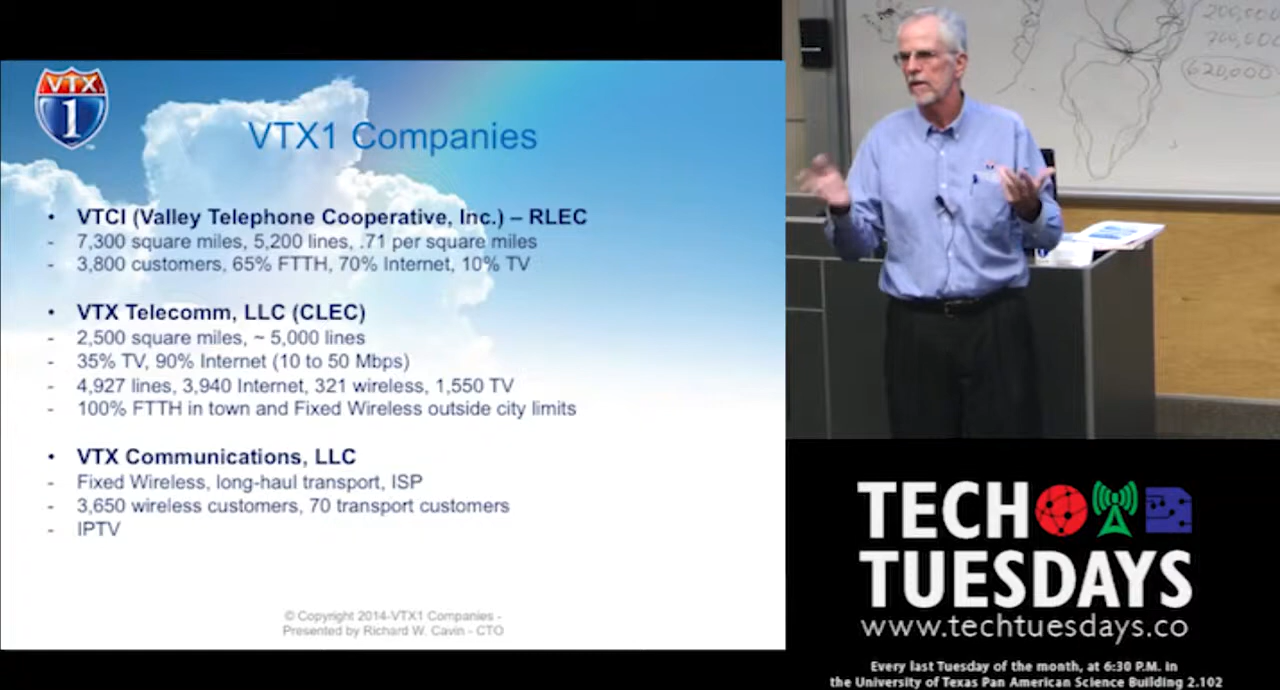 VTX
1
VTX1 Companies
• VTCI (Valley Telephone Cooperative, Inc.) – RLEC
- 7,300 square miles, 5,200 lines, .71 per square miles
- 3,800 customers, 65% FTTH, 70% Internet, 10% TV
• VTX Telecomm, LLC (CLEC)
- 2,500 square miles, ~ 5,000 lines
- 35% TV, 90% Internet (10 to 50 Mbps)
- 4,927 lines, 3,940 Internet, 321 wireless, 1,550 TV
- 100% FTTH in town and Fixed Wireless outside city limits
• VTX Communications, LLC
- Fixed Wireless, long-haul transport, ISP
- 3,650 wireless customers, 70 transport customers
- IPTV
© Copyright 2014-VTX1 Companies -
Presented by Richard W. Cavin - CTO
620,000
TECH
TUESDAYS
www.techtuesdays.co
Every last Tuesday of the month, at 6:30 P.M. in
the University of Texas Pan American Science Building 2.102